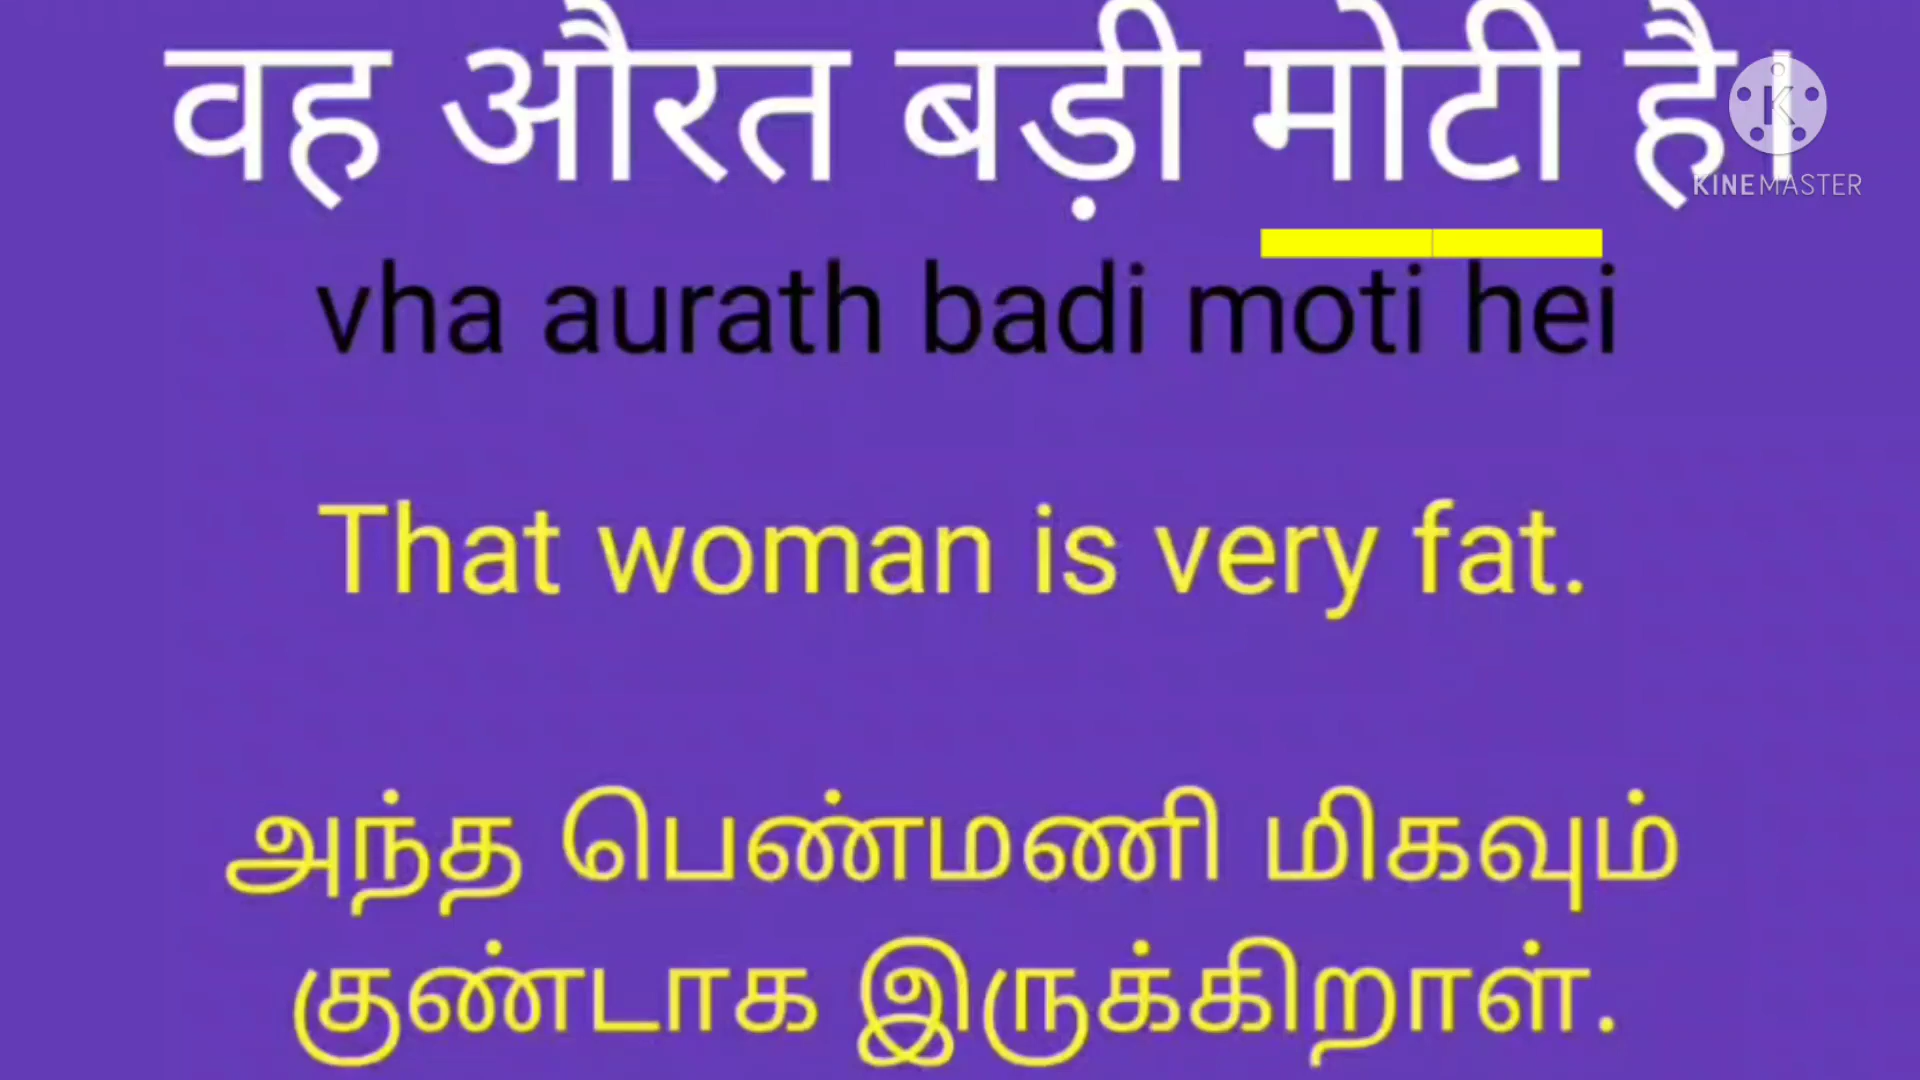 वह औरत बड़ी मोटी है।
KINEMASTER
vha aurath badi moti hei
That woman is very fat.
அந்த பெண்மணி மிகவும்
குண்டாக இருக்கிறாள்.